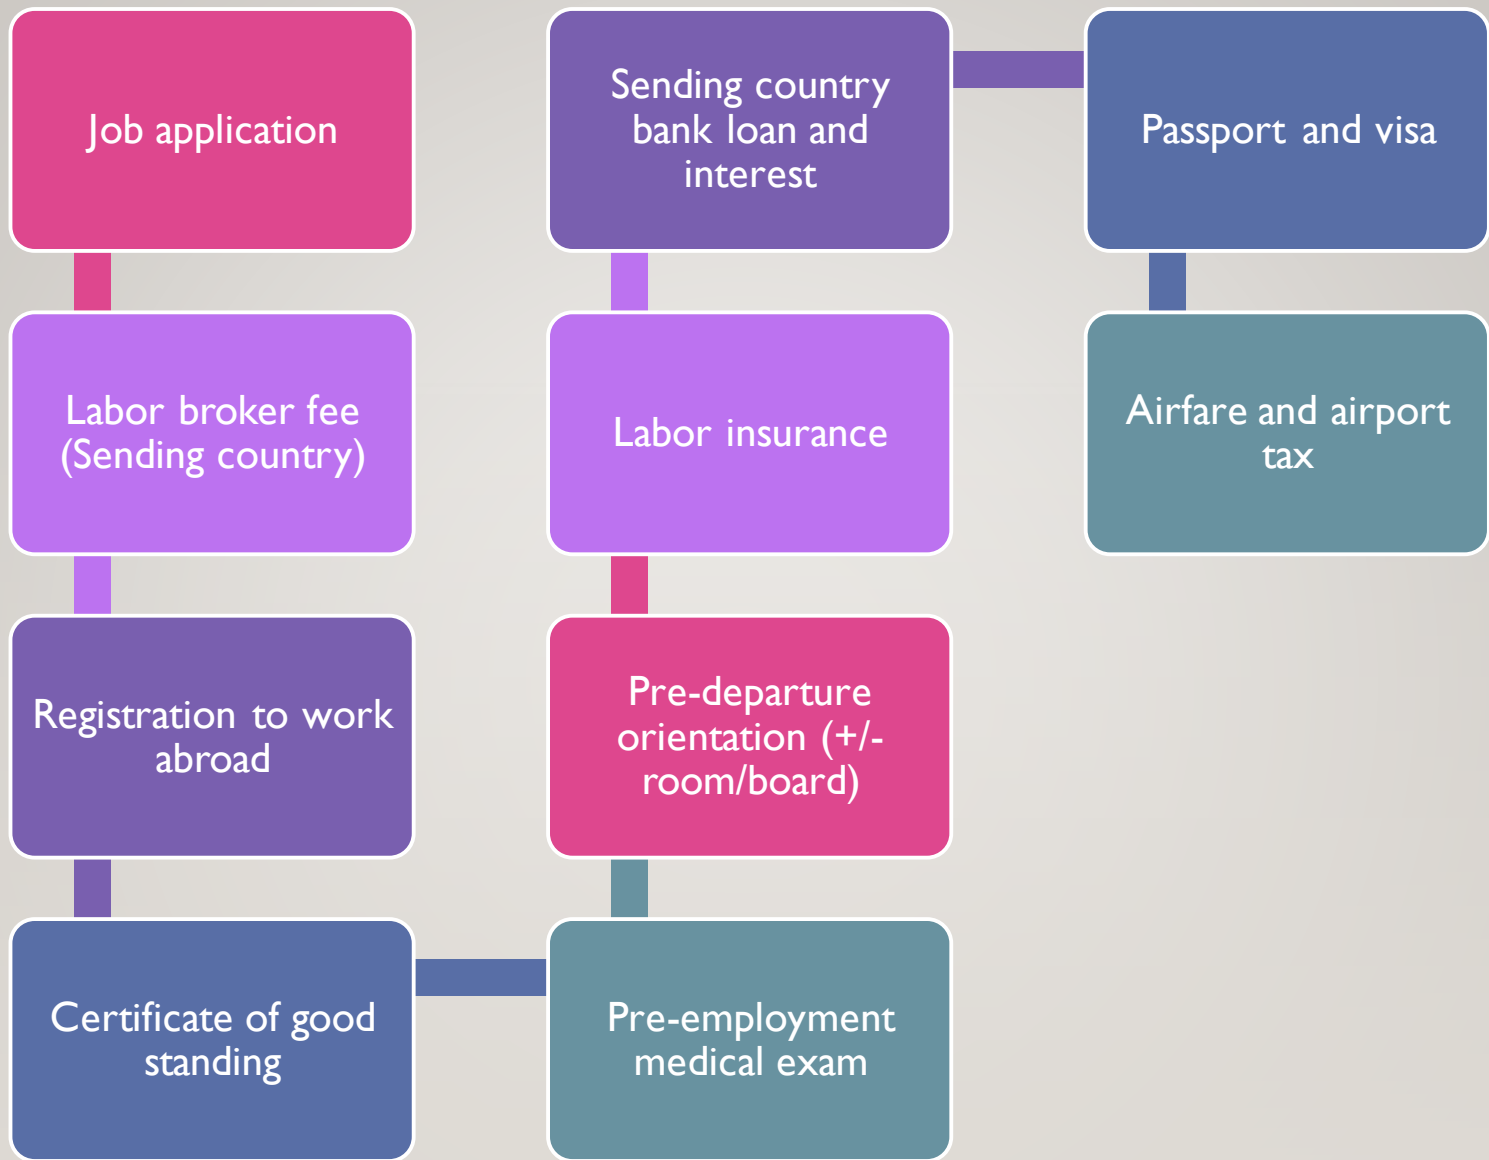 Job application
Labor broker fee
(Sending country)
Registration to work
abroad
Certificate of good
standing
Pre-employment
medical exam
Pre-departure
orientation (+/-
room/board)
Labor insurance
Sending country
bank loan and
interest
Passport and visa
Airfare and airport
tax